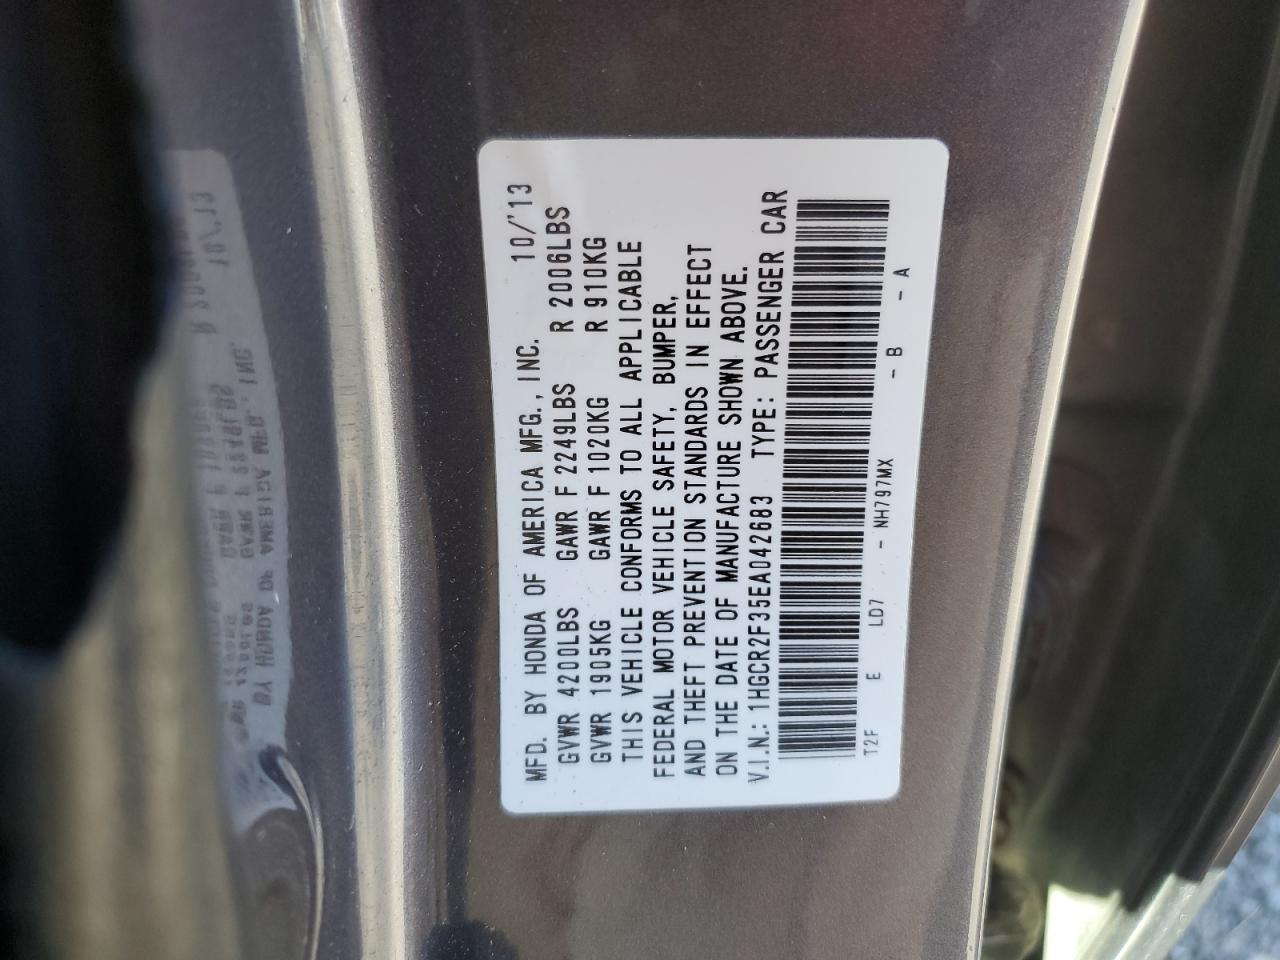 MFD. BY HONDA OF AMERICA MFG., INC. 10/'13
GVWR 4200LBS GAWR F 2249LBS R 2006LBS
GVWR 1905KG GAWR F 1020KG R 910KG
THIS VEHICLE CONFORMS TO ALL APPLICABLE
FEDERAL MOTOR VEHICLE SAFETY, BUMPER,
AND THEFT PREVENTION STANDARDS IN EFFECT
ON THE DATE OF MANUFACTURE SHOWN ABOVE.
V.I.N.: 1HGCR2F35EA042683 TYPE: PASSENGER CAR
T2F E LD7 - NH797MX - B - A